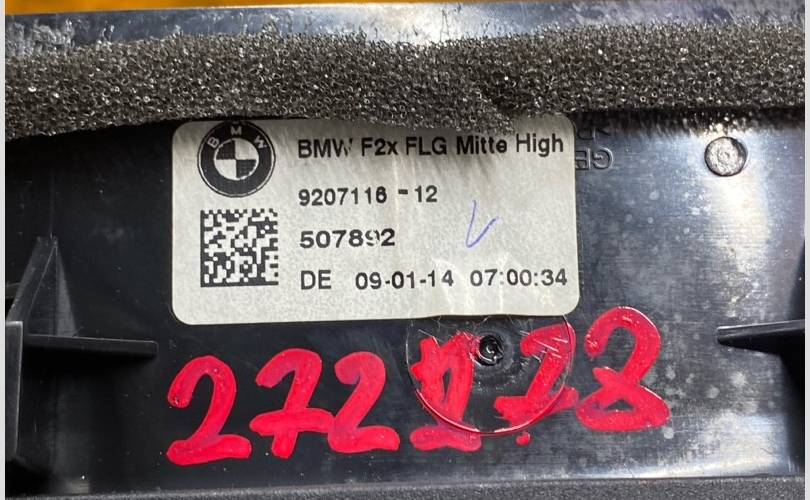 BMW
BMW F2x FLG Mitte High
9207116-12
507892
DE 09-01-14 07:00:34